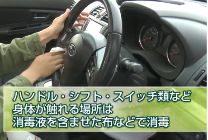 ハンドル・シフト・スイッチ類など
身体が触れる場所は
消毒液を含ませた布などで消毒